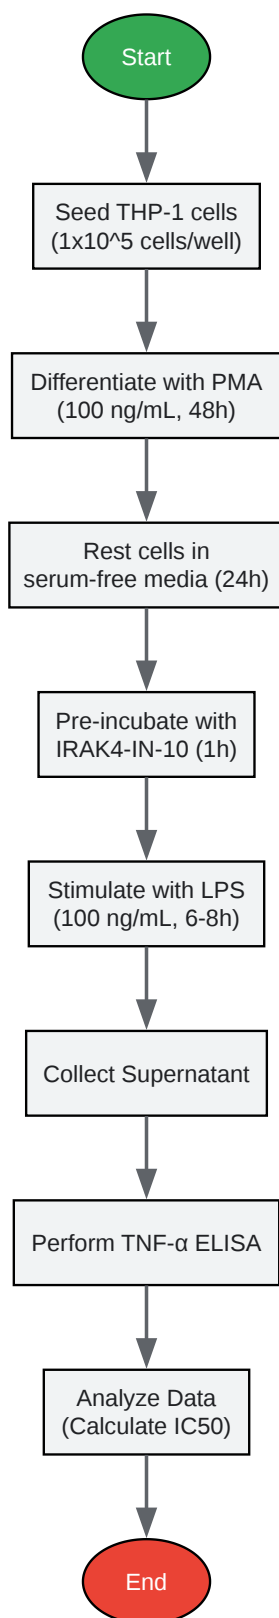 Start
Seed THP-1 cells
(1x10^5 cells/well)
Differentiate with PMA
(100 ng/mL, 48h)
Rest cells in
serum-free media (24h)
Pre-incubate with
IRAK4-IN-10 (1h)
Stimulate with LPS
(100 ng/mL, 6-8h)
Collect Supernatant
Perform TNF-α ELISA
Analyze Data
(Calculate IC50)
End